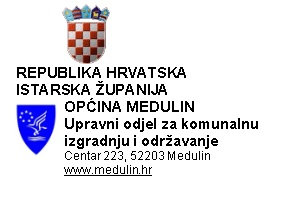 REPUBLIKA HRVATSKA
ISTARSKA ŽUPANIJA
OPĆINA MEDULIN
Upravni odjel za komunalnu
izgradnju i održavanje
Centar 223, 52203 Medulin
www.medulin.hr